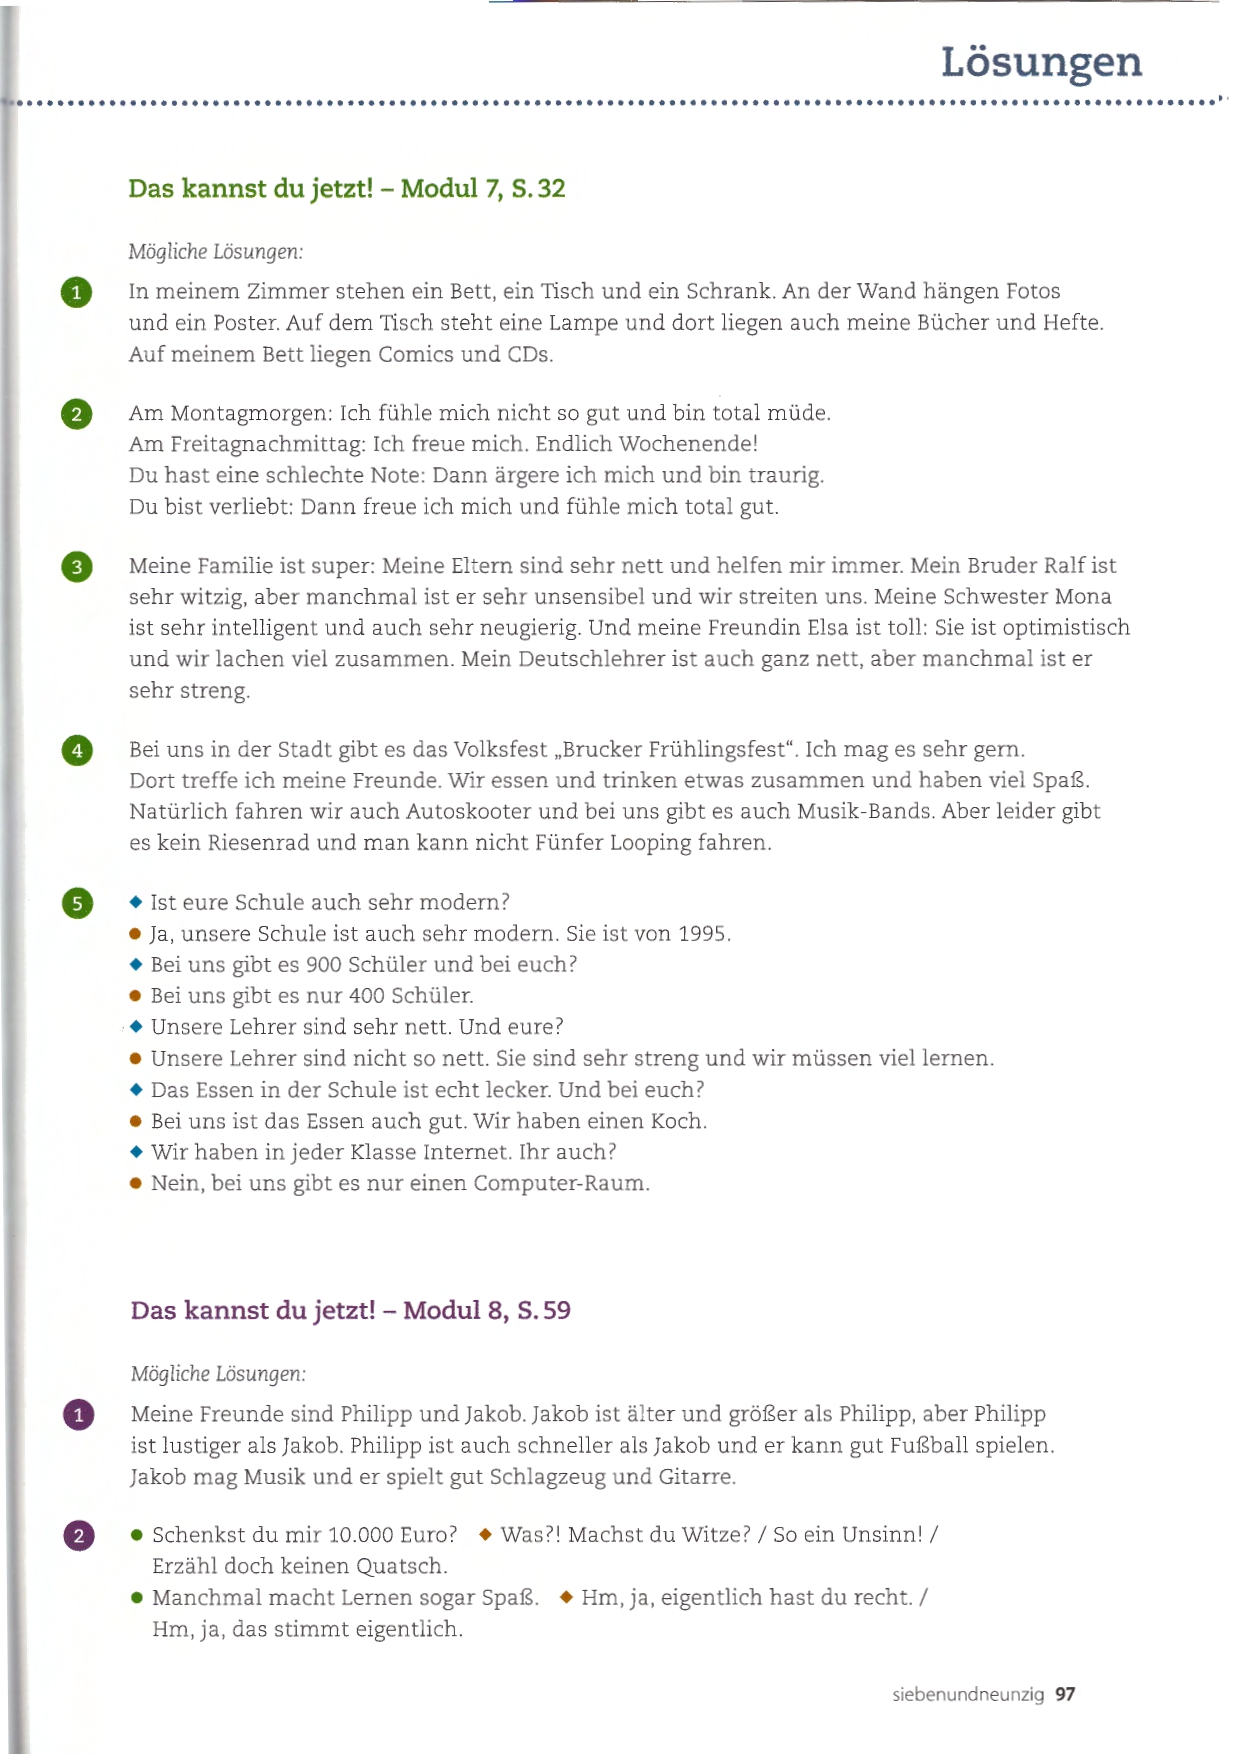 Lösungen
Das kannst du jetzt! – Modul 7, S. 32
Mögliche Lösungen:
1 In meinem Zimmer stehen ein Bett, ein Tisch und ein Schrank. An der Wand hängen Fotos
und ein Poster. Auf dem Tisch steht eine Lampe und dort liegen auch meine Bücher und Hefte.
Auf meinem Bett liegen Comics und CDs.
2 Am Montagmorgen: Ich fühle mich nicht so gut und bin total müde.
Am Freitagnachmittag: Ich freue mich. Endlich Wochenende!
Du hast eine schlechte Note: Dann ärgere ich mich und bin traurig.
Du bist verliebt: Dann freue ich mich und fühle mich total gut.
3 Meine Familie ist super: Meine Eltern sind sehr nett und helfen mir immer. Mein Bruder Ralf ist
sehr witzig, aber manchmal ist er sehr unsensibel und wir streiten uns. Meine Schwester Mona
ist sehr intelligent und auch sehr neugierig. Und meine Freundin Elsa ist toll: Sie ist optimistisch
und wir lachen viel zusammen. Mein Deutschlehrer ist auch ganz nett, aber manchmal ist er
sehr streng.
4 Bei uns in der Stadt gibt es das Volksfest „Brucker Frühlingsfest“. Ich mag es sehr gern.
Dort treffe ich meine Freunde. Wir essen und trinken etwas zusammen und haben viel Spaß.
Natürlich fahren wir auch Autoskooter und bei uns gibt es auch Musik-Bands. Aber leider gibt
es kein Riesenrad und man kann nicht Fünfer Looping fahren.
5 ◆ Ist eure Schule auch sehr modern?
● Ja, unsere Schule ist auch sehr modern. Sie ist von 1995.
◆ Bei uns gibt es 900 Schüler und bei euch?
● Bei uns gibt es nur 400 Schüler.
◆ Unsere Lehrer sind sehr nett. Und eure?
● Unsere Lehrer sind nicht so nett. Sie sind sehr streng und wir müssen viel lernen.
◆ Das Essen in der Schule ist echt lecker. Und bei euch?
● Bei uns ist das Essen auch gut. Wir haben einen Koch.
◆ Wir haben in jeder Klasse Internet. Ihr auch?
● Nein, bei uns gibt es nur einen Computer-Raum.
Das kannst du jetzt! – Modul 8, S. 59
Mögliche Lösungen:
1 Meine Freunde sind Philipp und Jakob. Jakob ist älter und größer als Philipp, aber Philipp
ist lustiger als Jakob. Philipp ist auch schneller als Jakob und er kann gut Fußball spielen.
Jakob mag Musik und er spielt gut Schlagzeug und Gitarre.
2 ● Schenkst du mir 10.000 Euro? ◆ Was?! Machst du Witze? / So ein Unsinn! /
Erzähl doch keinen Quatsch.
● Manchmal macht Lernen sogar Spaß. ◆ Hm, ja, eigentlich hast du recht. /
Hm, ja, das stimmt eigentlich.
siebenundneunzig 97